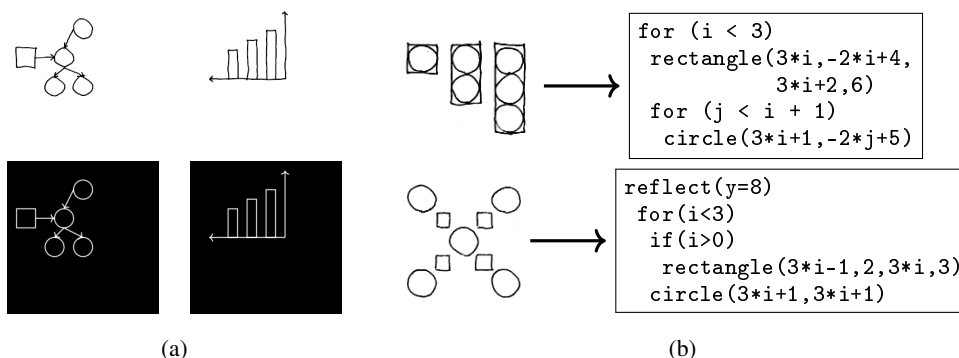 for (i < 3)
rectangle(3*i,-2*i+4,
3*i+2,6)
for (j < i + 1)
circle(3*i+1,-2*j+5)
reflect(y=8)
for(i<3)
if(i>0)
rectangle(3*i-1,2,3*i,3)
circle(3*i+1,3*i+1)
(a)
(b)